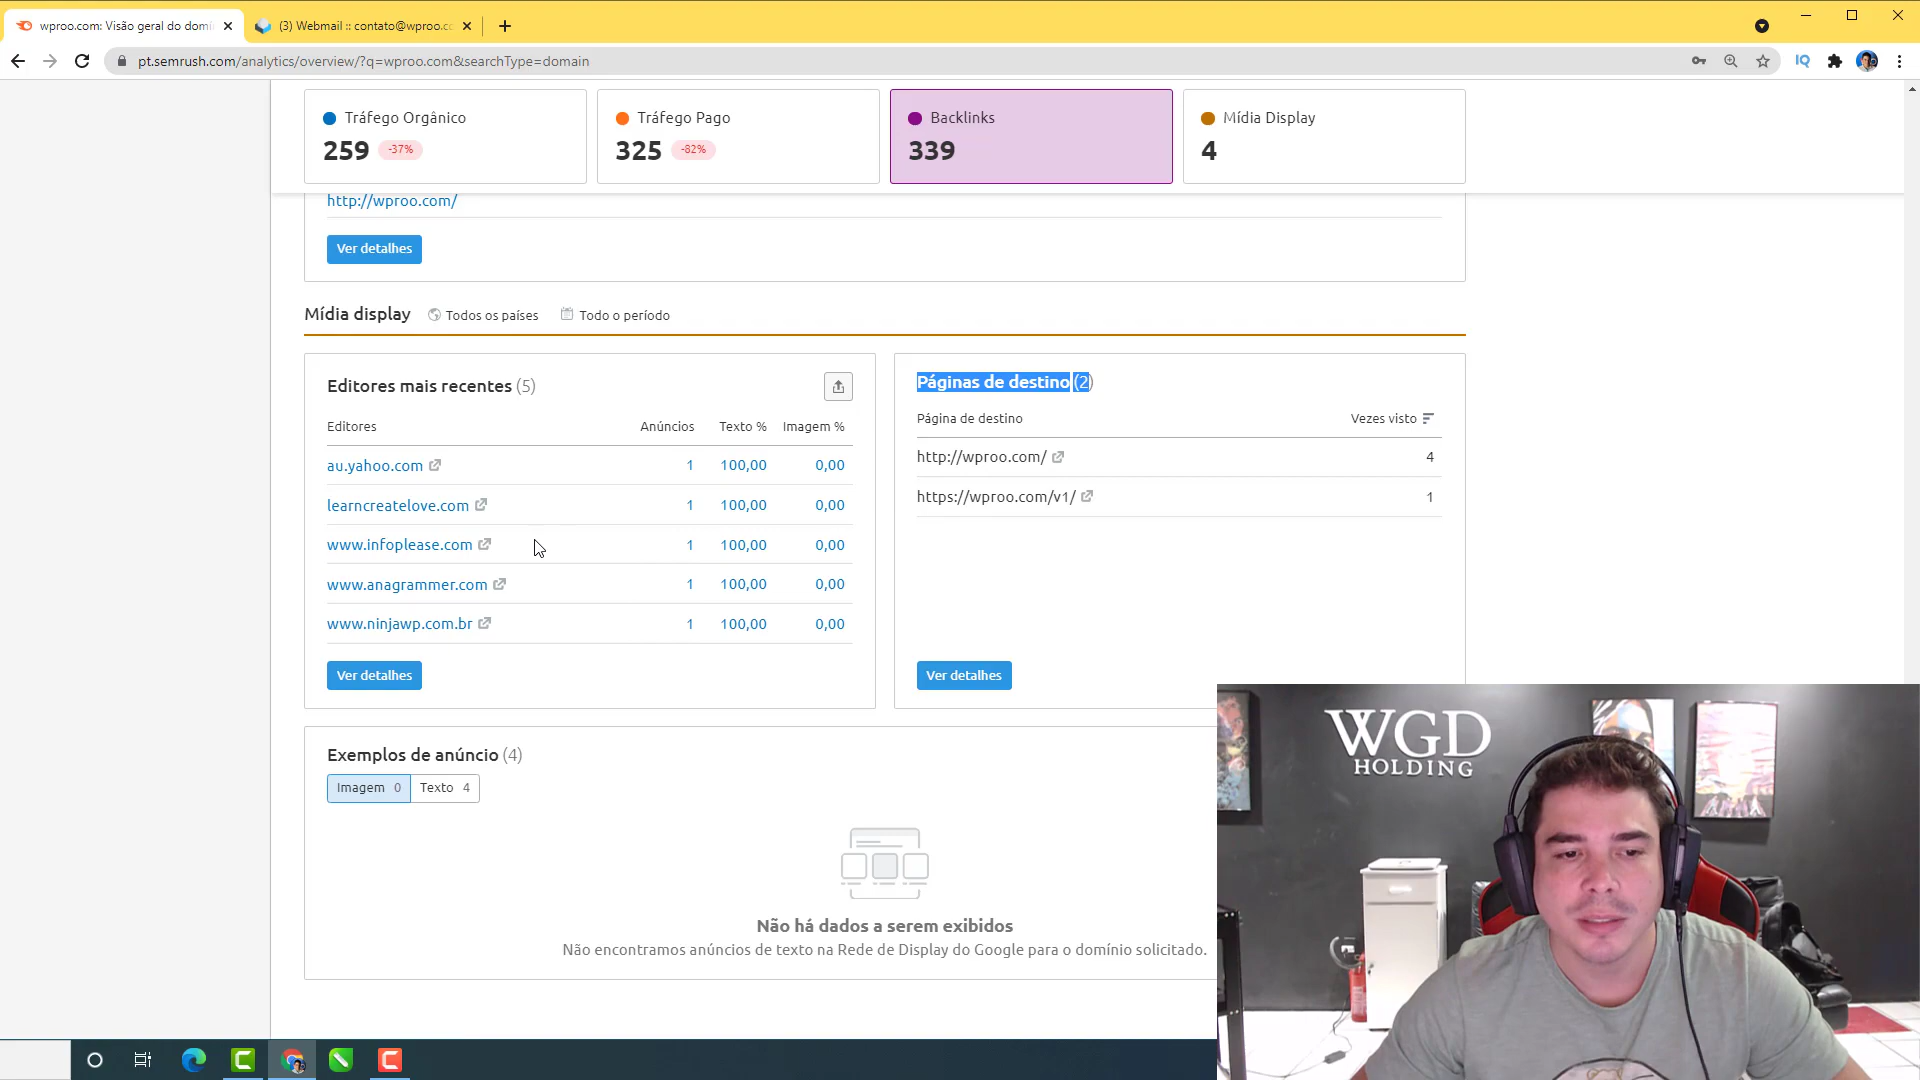 wproo.com: Visão geral do domí
(3) Webmail :: contato@wproo.co
pt.semrush.com/analytics/overview/?q=wproo.com&searchType=domain
IQ
Tráfego Orgânico
259 -37%
Tráfego Pago
325 -82%
Backlinks
339
Mídia Display
4
http://wproo.com/
Ver detalhes
Mídia display Todos os países Todo o período
Editores mais recentes (5)
Editores Anúncios Texto % Imagem %
au.yahoo.com 1 100,00 0,00
learncreatelove.com 1 100,00 0,00
www.infoplease.com 1 100,00 0,00
www.anagrammer.com 1 100,00 0,00
www.ninjawp.com.br 1 100,00 0,00
Ver detalhes
Páginas de destino (2)
Página de destino Vezes visto
http://wproo.com/ 4
https://wproo.com/v1/ 1
Ver detalhes
Exemplos de anúncio (4)
Imagem 0 Texto 4
Não há dados a serem exibidos
Não encontramos anúncios de texto na Rede de Display do Google para o domínio solicitado.
WGD
HOLDING